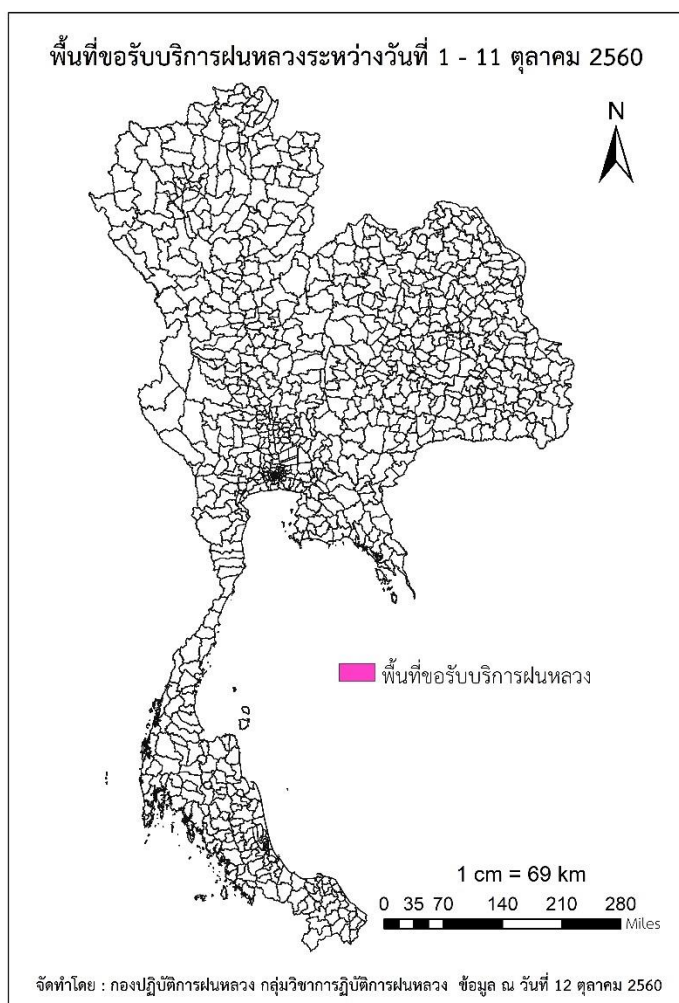 พื้นที่ขอรับบริการฝนหลวงระหว่างวันที่ 1 - 11 ตุลาคม 2560
N
พื้นที่ขอรับบริการฝนหลวง
1 cm = 69 km
0 35 70 140 210 280
Miles
จัดทำโดย : กองปฏิบัติการฝนหลวง กลุ่มวิชาการฏิบัติการฝนหลวง ข้อมูล ณ วันที่ 12 ตุลาคม 2560